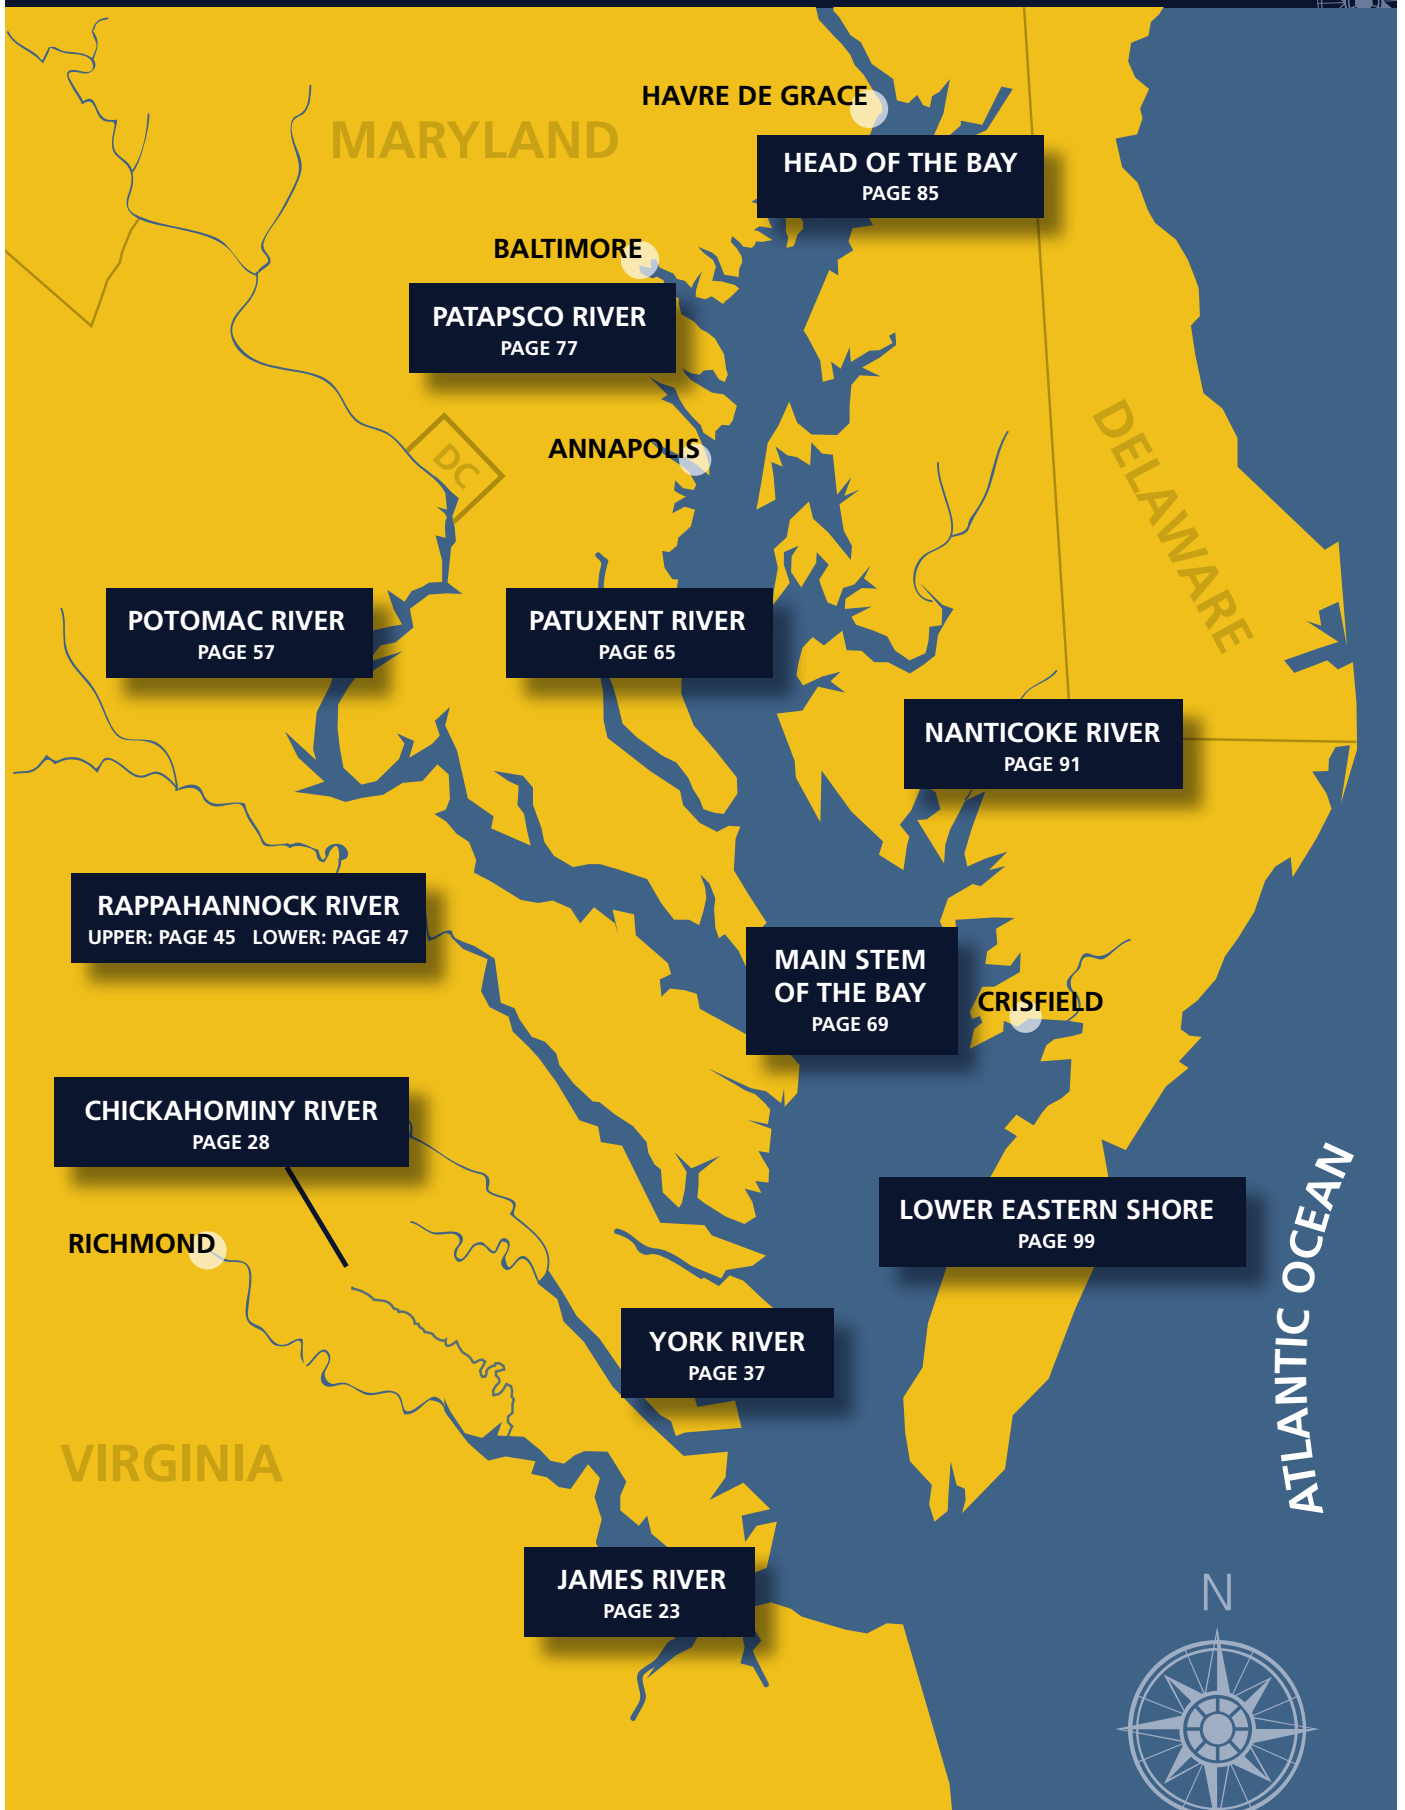 HAVRE DE GRACE
MARYLAND
HEAD OF THE BAY
PAGE 85
BALTIMORE
PATAPSCO RIVER
PAGE 77
ANNAPOLIS
DC
DELAWARE
POTOMAC RIVER
PAGE 57
PATUXENT RIVER
PAGE 65
NANTICOKE RIVER
PAGE 91
RAPPAHANNOCK RIVER
UPPER: PAGE 45 LOWER: PAGE 47
MAIN STEM
OF THE BAY
PAGE 69
CRISFIELD
CHICKAHOMINY RIVER
PAGE 28
LOWER EASTERN SHORE
PAGE 99
RICHMOND
ATLANTIC OCEAN
YORK RIVER
PAGE 37
VIRGINIA
JAMES RIVER
PAGE 23
N